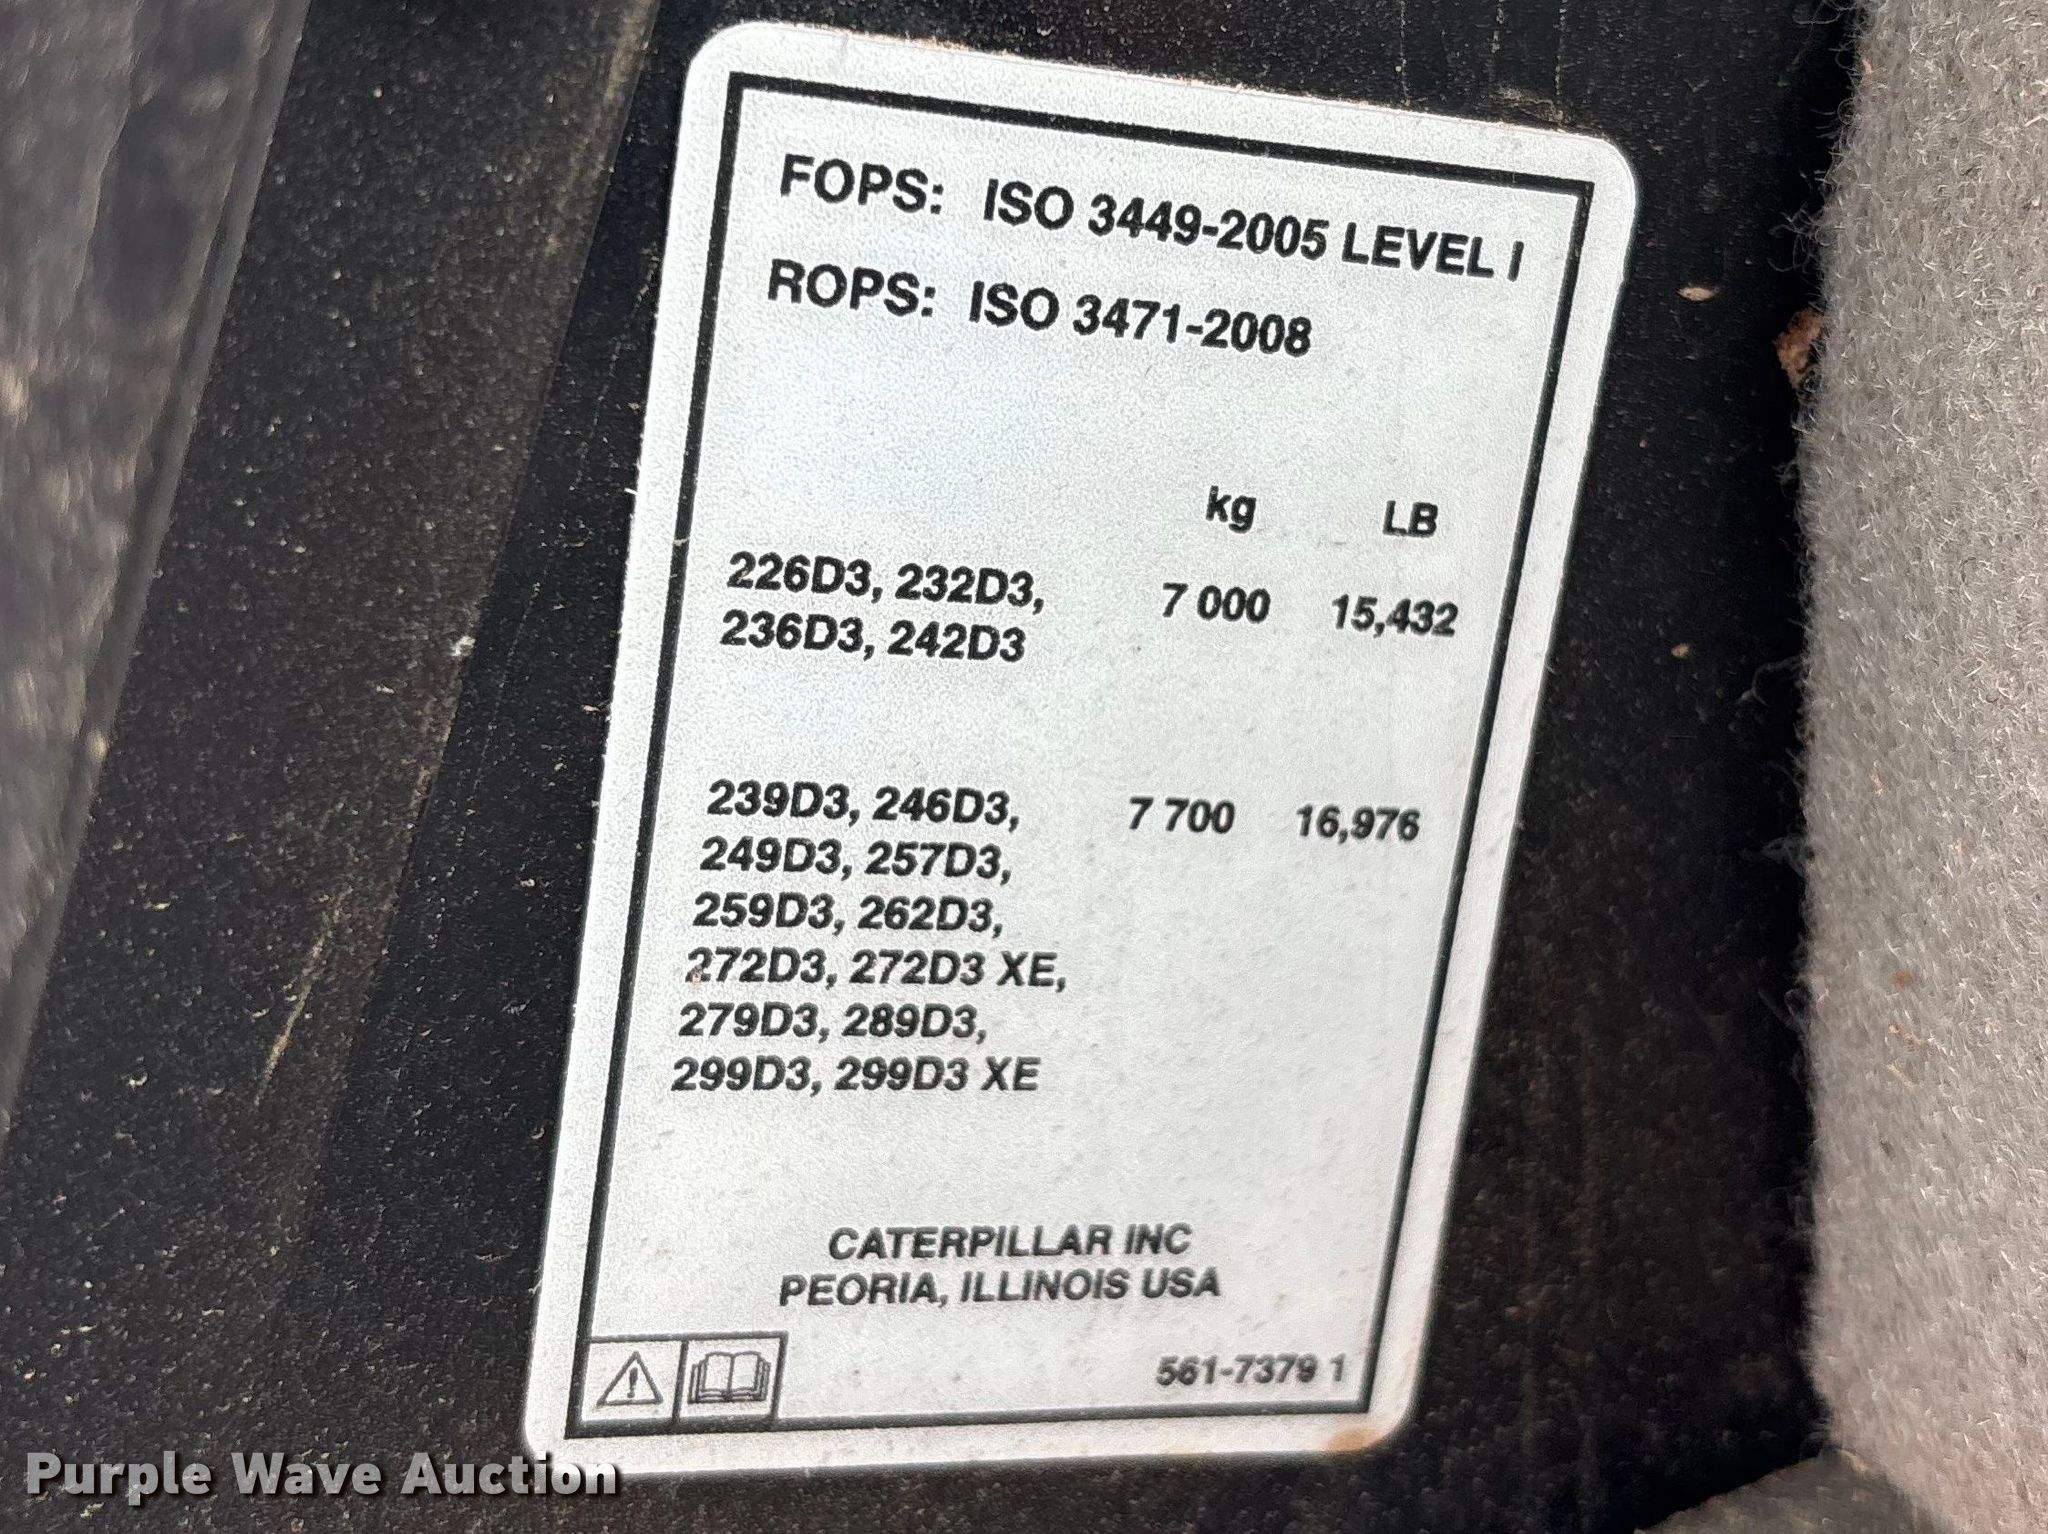 FOPS: ISO 3449-2005 LEVEL I
ROPS: ISO 3471-2008
kg LB
226D3, 232D3, 7 000 15,432
236D3, 242D3
239D3, 246D3, 7 700 16,976
249D3, 257D3,
259D3, 262D3,
272D3, 272D3 XE,
279D3, 289D3,
299D3, 299D3 XE
CATERPILLAR INC
PEORIA, ILLINOIS USA
561-7379 1
Purple Wave Auction